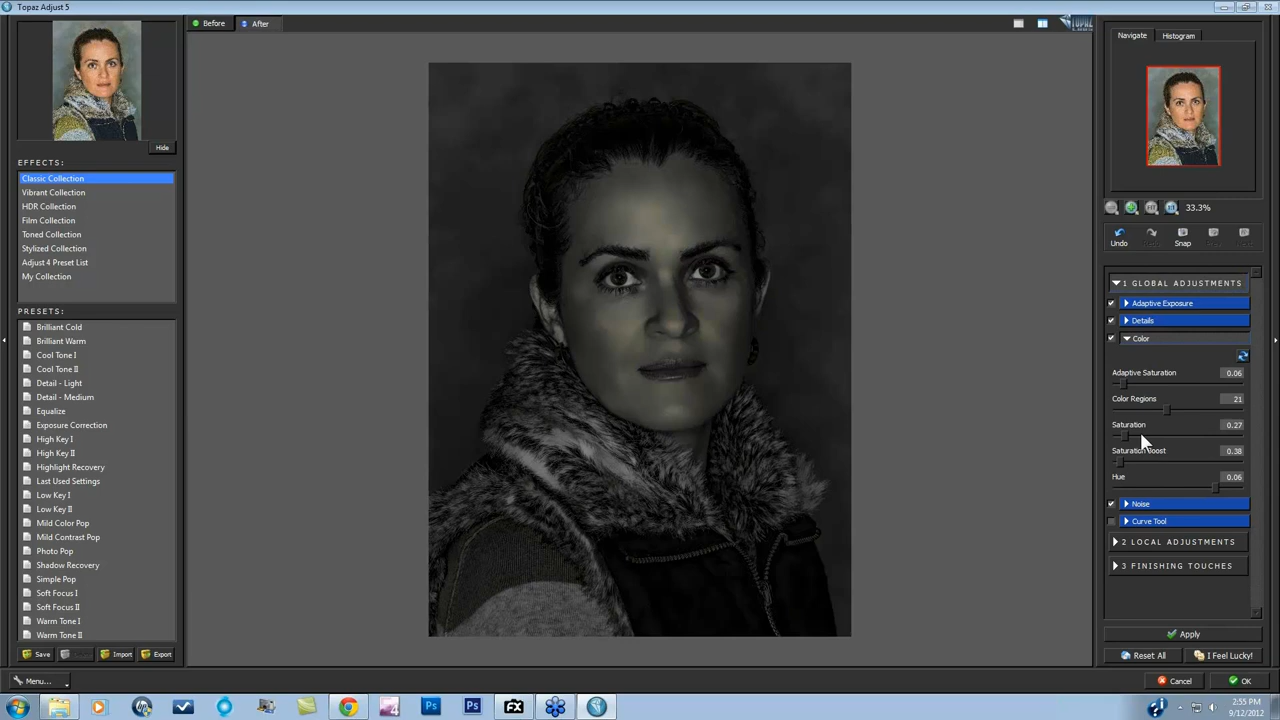 Topaz Adjust 5
Before
After
TOPAZ
LABS
Navigate
Histogram
Hide
33.3%
EFFECTS:
Classic Collection
Vibrant Collection
HDR Collection
Film Collection
Toned Collection
Stylized Collection
Adjust 4 Preset List
My Collection
Undo
Snap
1 GLOBAL ADJUSTMENTS
Adaptive Exposure
Details
Color
Adaptive Saturation 0.06
Color Regions 21
Saturation 0.27
Saturation Boost 0.38
Hue 0.06
Noise
Curve Tool
2 LOCAL ADJUSTMENTS
3 FINISHING TOUCHES
PRESETS:
Brilliant Cold
Brilliant Warm
Cool Tone I
Cool Tone II
Detail - Light
Detail - Medium
Equalize
Exposure Correction
High Key I
High Key II
Highlight Recovery
Last Used Settings
Low Key I
Low Key II
Mild Color Pop
Mild Contrast Pop
Photo Pop
Shadow Recovery
Simple Pop
Soft Focus I
Soft Focus II
Warm Tone I
Warm Tone II
Save
Import
Export
Apply
Reset All
I Feel Lucky!
Menu...
Cancel
OK
hp
4
Ps
Ps
FX
2:55 PM
9/12/2012